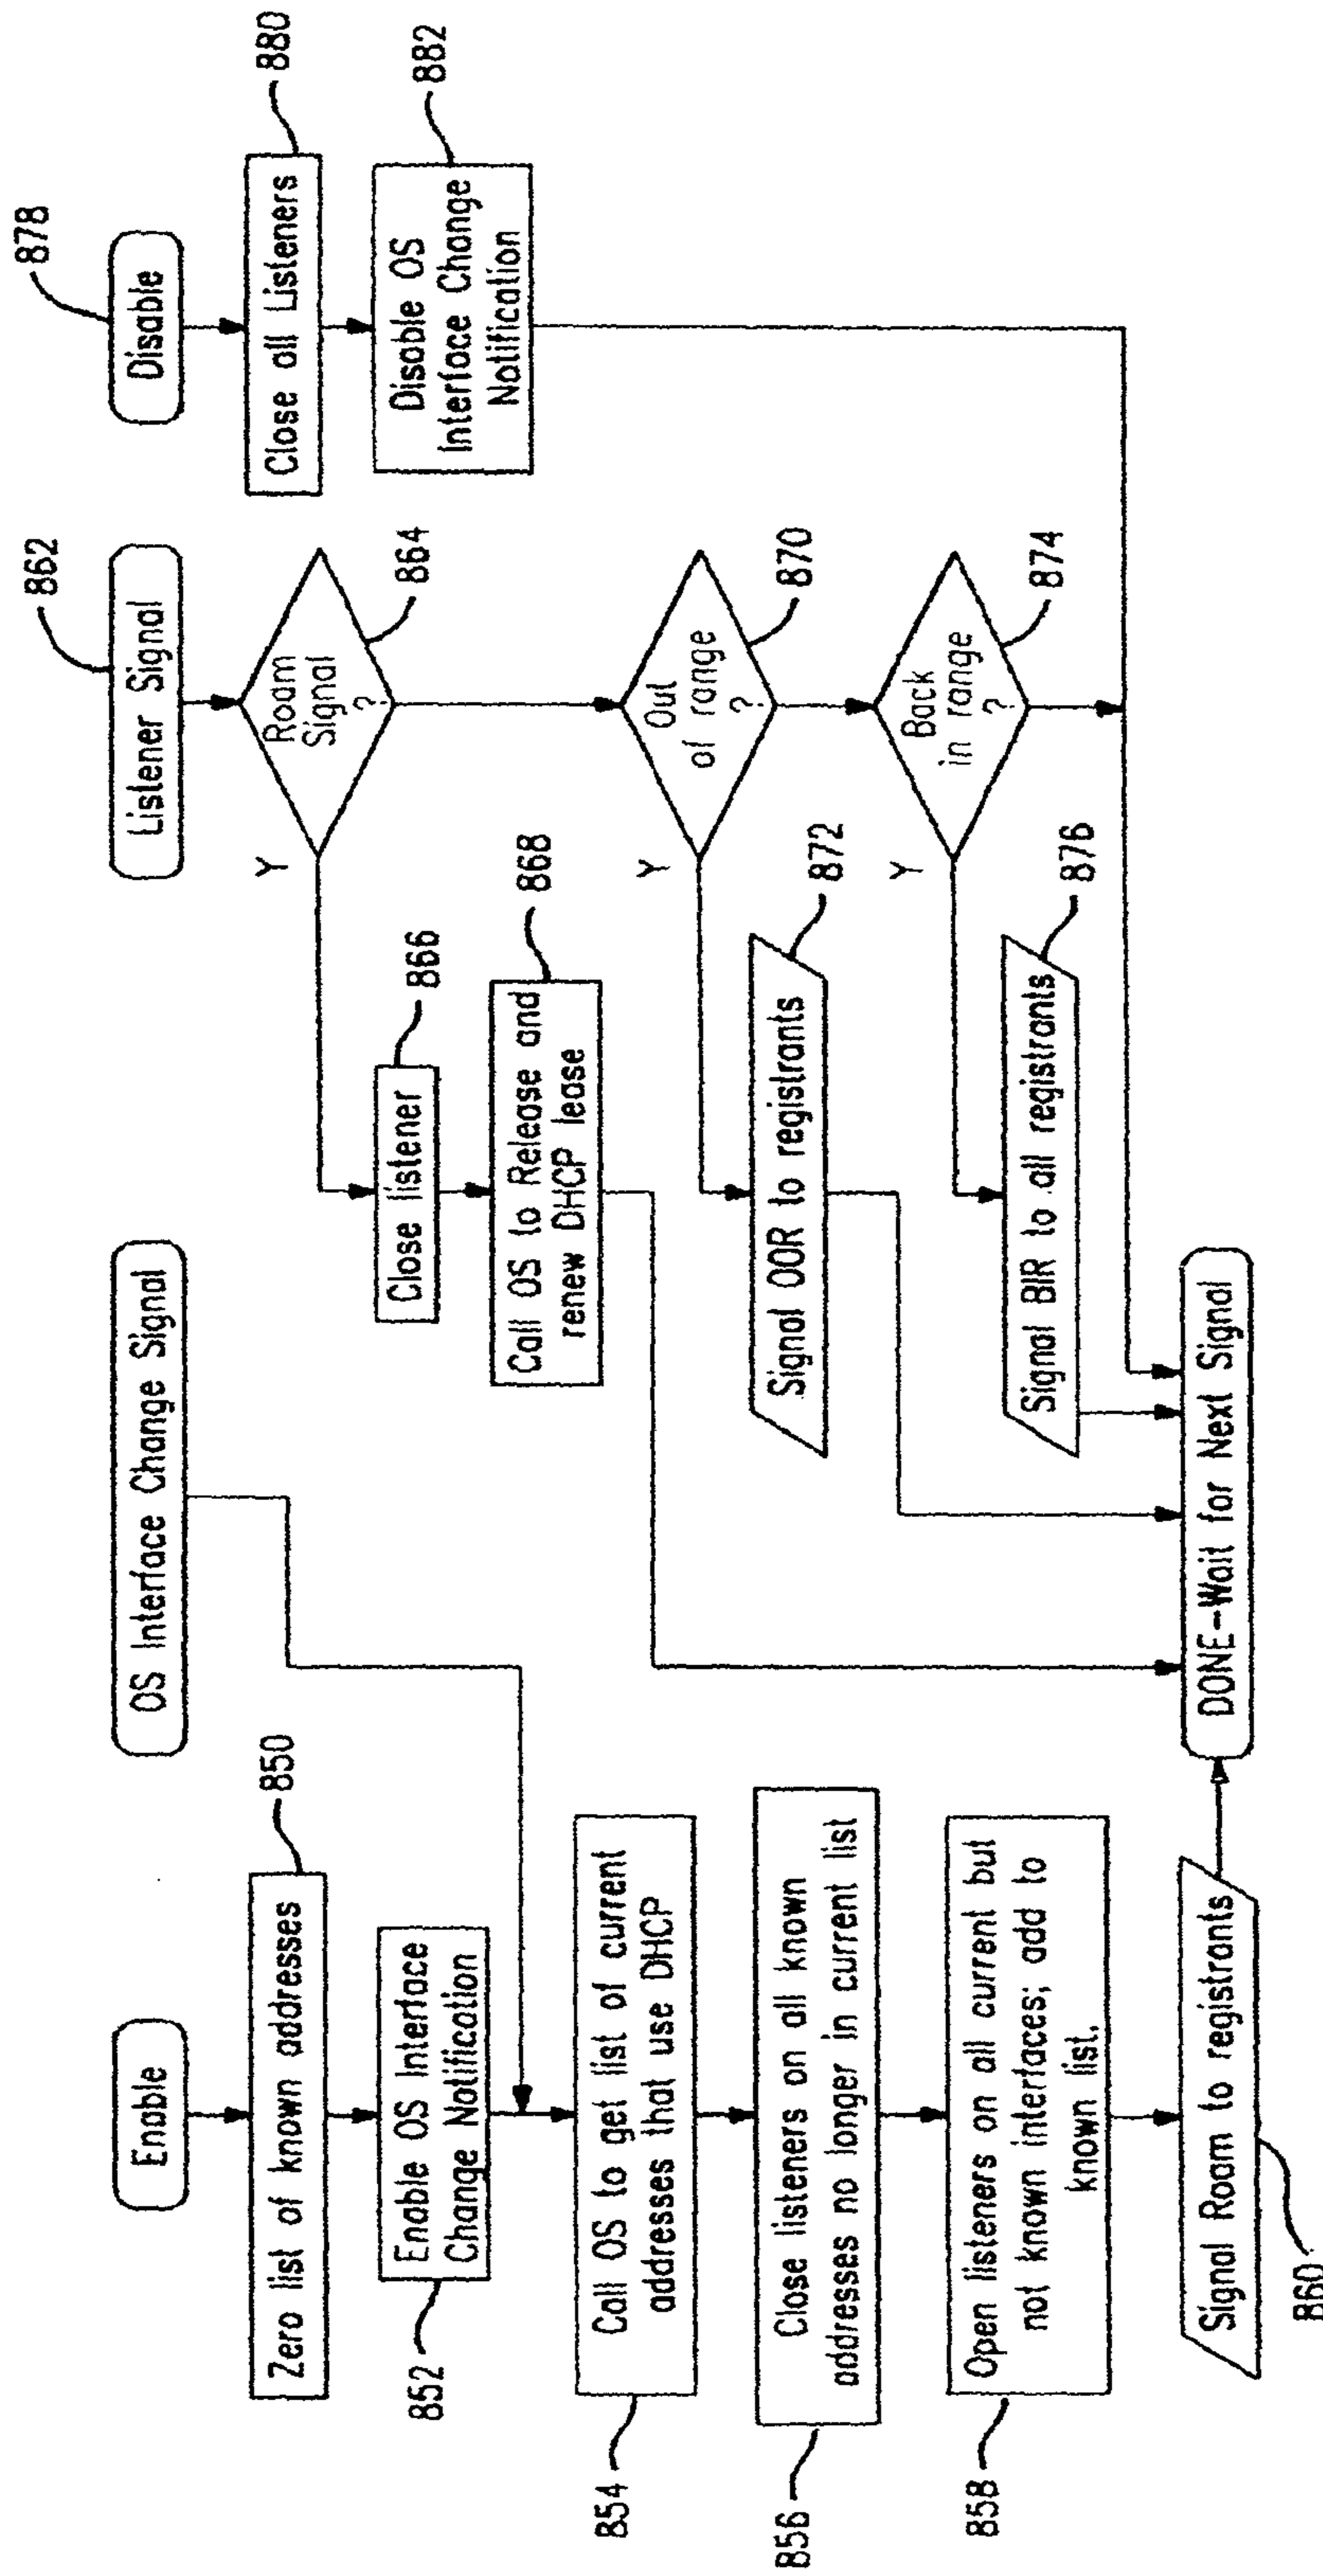 Enable
850
Zero list of known addresses
852
Enable OS Interface
Change Notification
OS Interface Change Signal
854
Call OS to get list of current
addresses that use DHCP
856
Close listeners on all known
addresses no longer in current list
858
Open listeners on all current but
not known interfaces; add to
known list.
Signal Roam to registrants
860
862
Listener Signal
Roam
Signal
?
864
Y
866
Close listener
868
Call OS to Release and
renew DHCP lease
Out
of range
?
870
Y
872
Signal OOR to registrants
Back
in range
?
874
Y
876
Signal BIR to all registrants
878
Disable
880
Close all Listeners
882
Disable OS
Interface Change
Notification
DONE-Wait for Next Signal